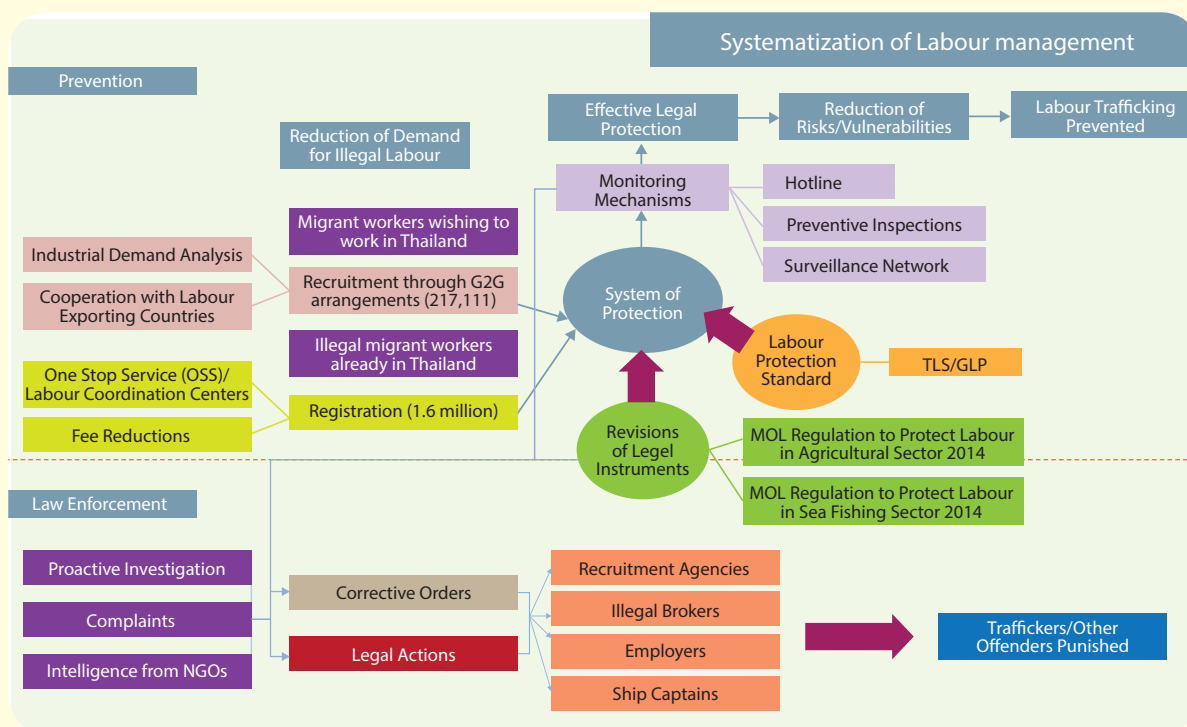 Systematization of Labour management
Prevention
Reduction of Demand
for Illegal Labour
Effective Legal
Protection
Reduction of
Risks/Vulnerabilities
Labour Trafficking
Prevented
Monitoring
Mechanisms
Hotline
Preventive Inspections
Surveillance Network
Migrant workers wishing to
work in Thailand
Industrial Demand Analysis
Cooperation with Labour
Exporting Countries
Recruitment through G2G
arrangements (217,111)
System of
Protection
Illegal migrant workers
already in Thailand
Labour
Protection
Standard
TLS/GLP
One Stop Service (OSS)/
Labour Coordination Centers
Fee Reductions
Registration (1.6 million)
Revisions
of Legel
Instruments
MOL Regulation to Protect Labour
in Agricultural Sector 2014
MOL Regulation to Protect Labour
in Sea Fishing Sector 2014
Law Enforcement
Proactive Investigation
Complaints
Intelligence from NGOs
Corrective Orders
Legal Actions
Recruitment Agencies
Illegal Brokers
Employers
Ship Captains
Traffickers/Other
Offenders Punished